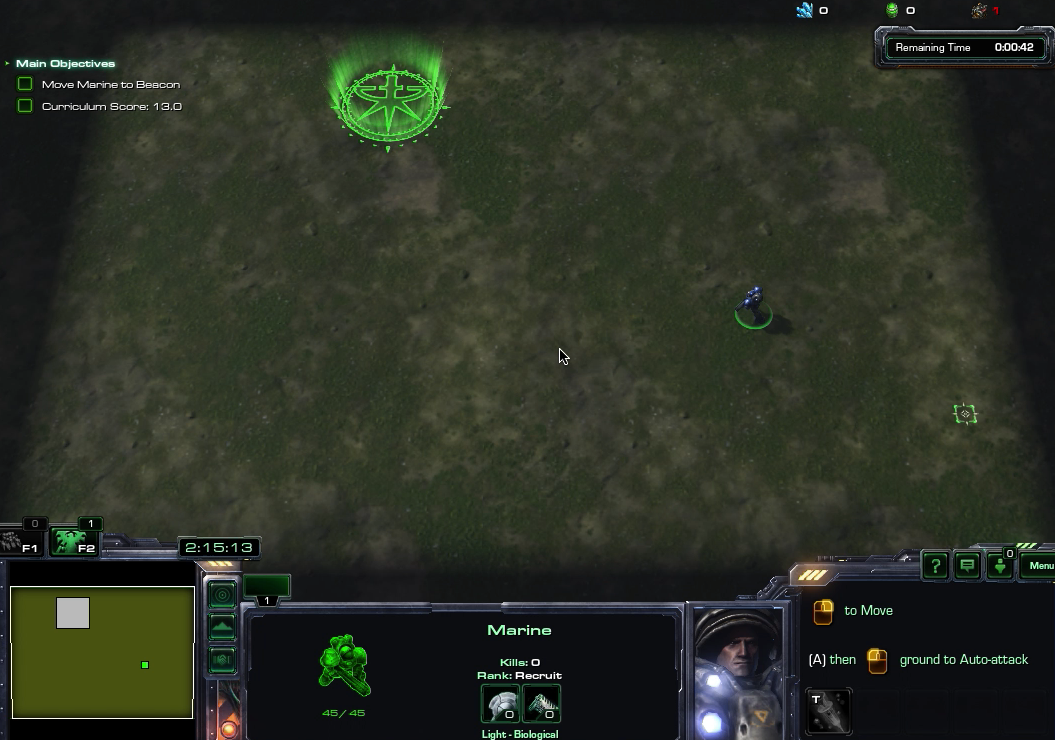 0 0 1
Remaining Time 0:00:42
Main Objectives
Move Marine to Beacon
Curriculum Score: 13.0
0 1
F1 F2
2:15:13
0
? Menu
1
Marine
Kills: 0
Rank: Recruit
0 0
45/45
Light - Biological
to Move
(A) then ground to Auto-attack
T